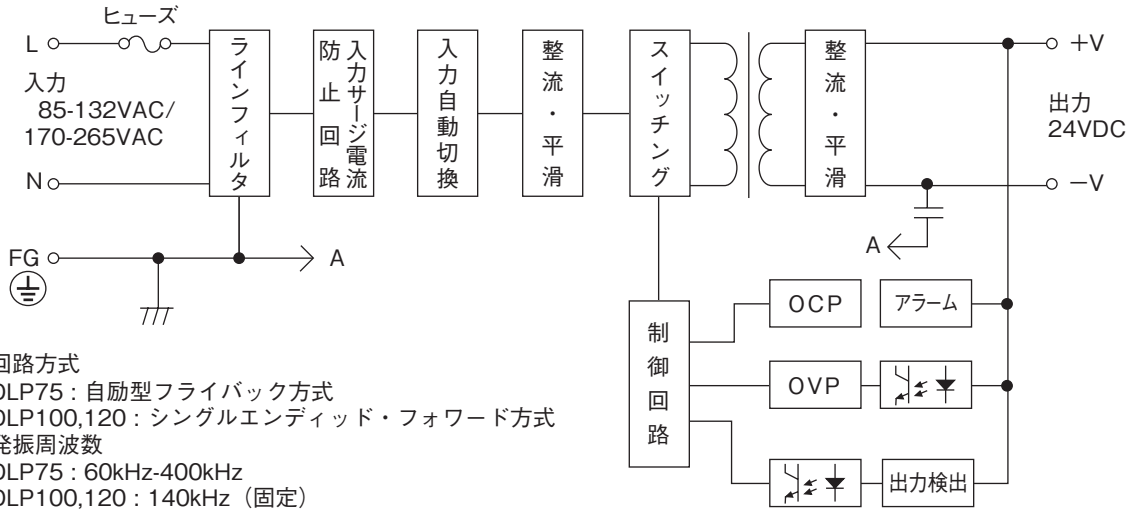 ヒューズ
L
入力
85-132VAC/
170-265VAC
N
FG
ラインフィルタ
入力サージ電流
防止回路
入力自動切換
整流・平滑
スイッチング
整流・平滑
+V
出力
24VDC
−V
A
A
制御回路
OCP
アラーム
OVP
出力検出
回路方式
DLP75：自励型フライバック方式
DLP100,120：シングルエンディッド・フォワード方式
発振周波数
DLP75：60kHz-400kHz
DLP100,120：140kHz（固定）